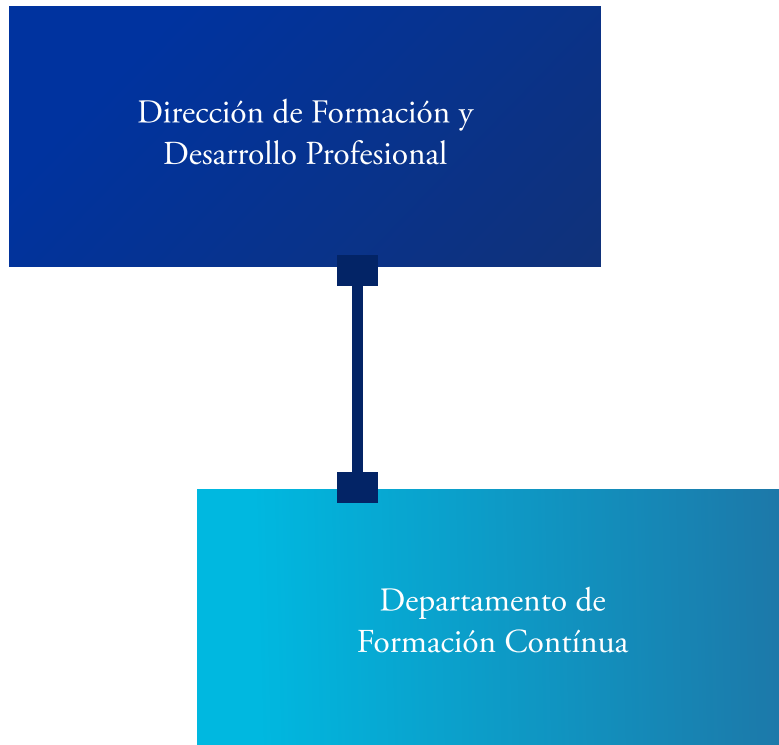 Dirección de Formación y
Desarrollo Profesional
Departamento de
Formación Contínua